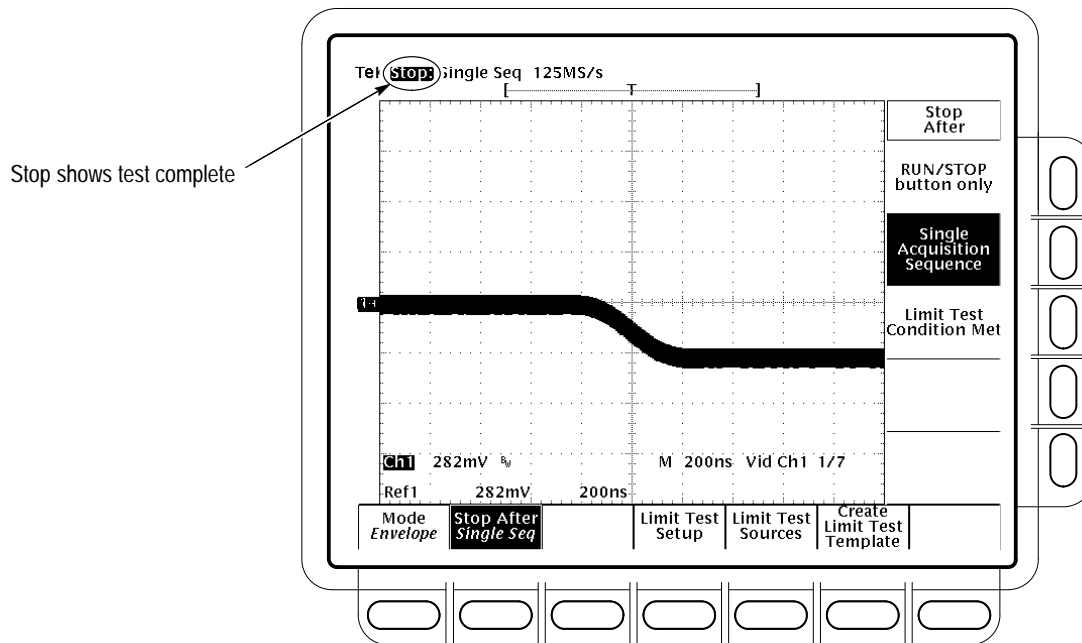 Tek Stop: Single Seq 125MS/s
[ T ]
Stop shows test complete
Stop
After
RUN/STOP
button only
Single
Acquisition
Sequence
Limit Test
Condition Met
Ch1 282mV BW M 200ns Vid Ch1 1/7
Ref1 282mV 200ns
Mode
Envelope
Stop After
Single Seq
Limit Test
Setup
Limit Test
Sources
Create
Limit Test
Template